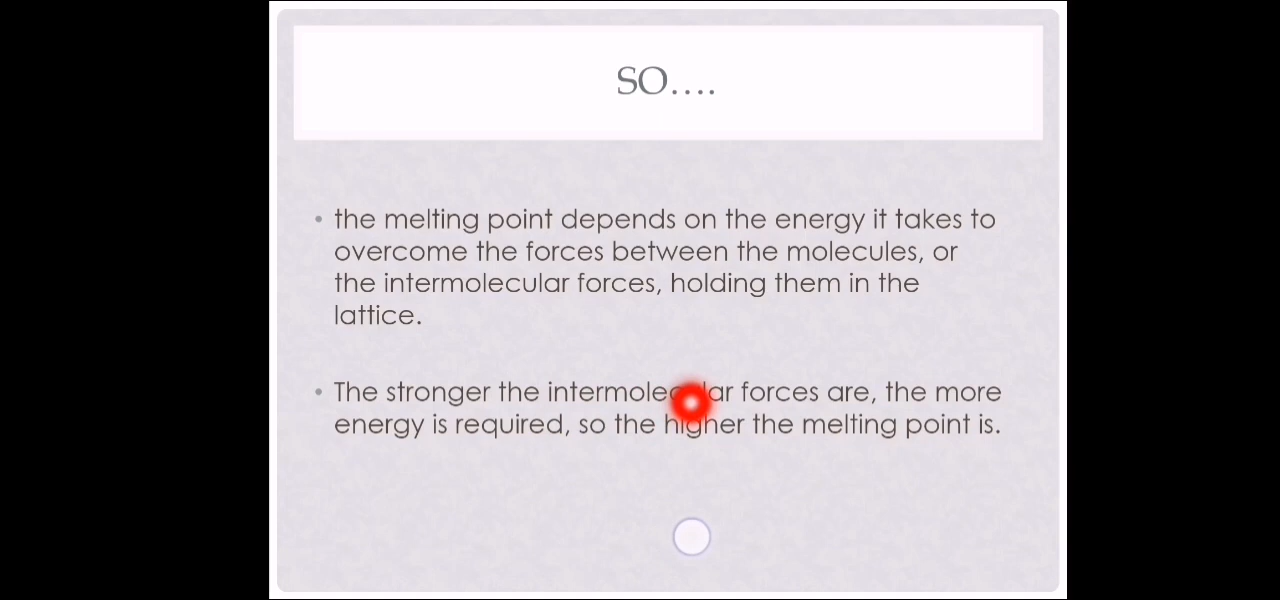 SO....
• the melting point depends on the energy it takes to
overcome the forces between the molecules, or
the intermolecular forces, holding them in the
lattice.
• The stronger the intermolecular forces are, the more
energy is required, so the higher the melting point is.